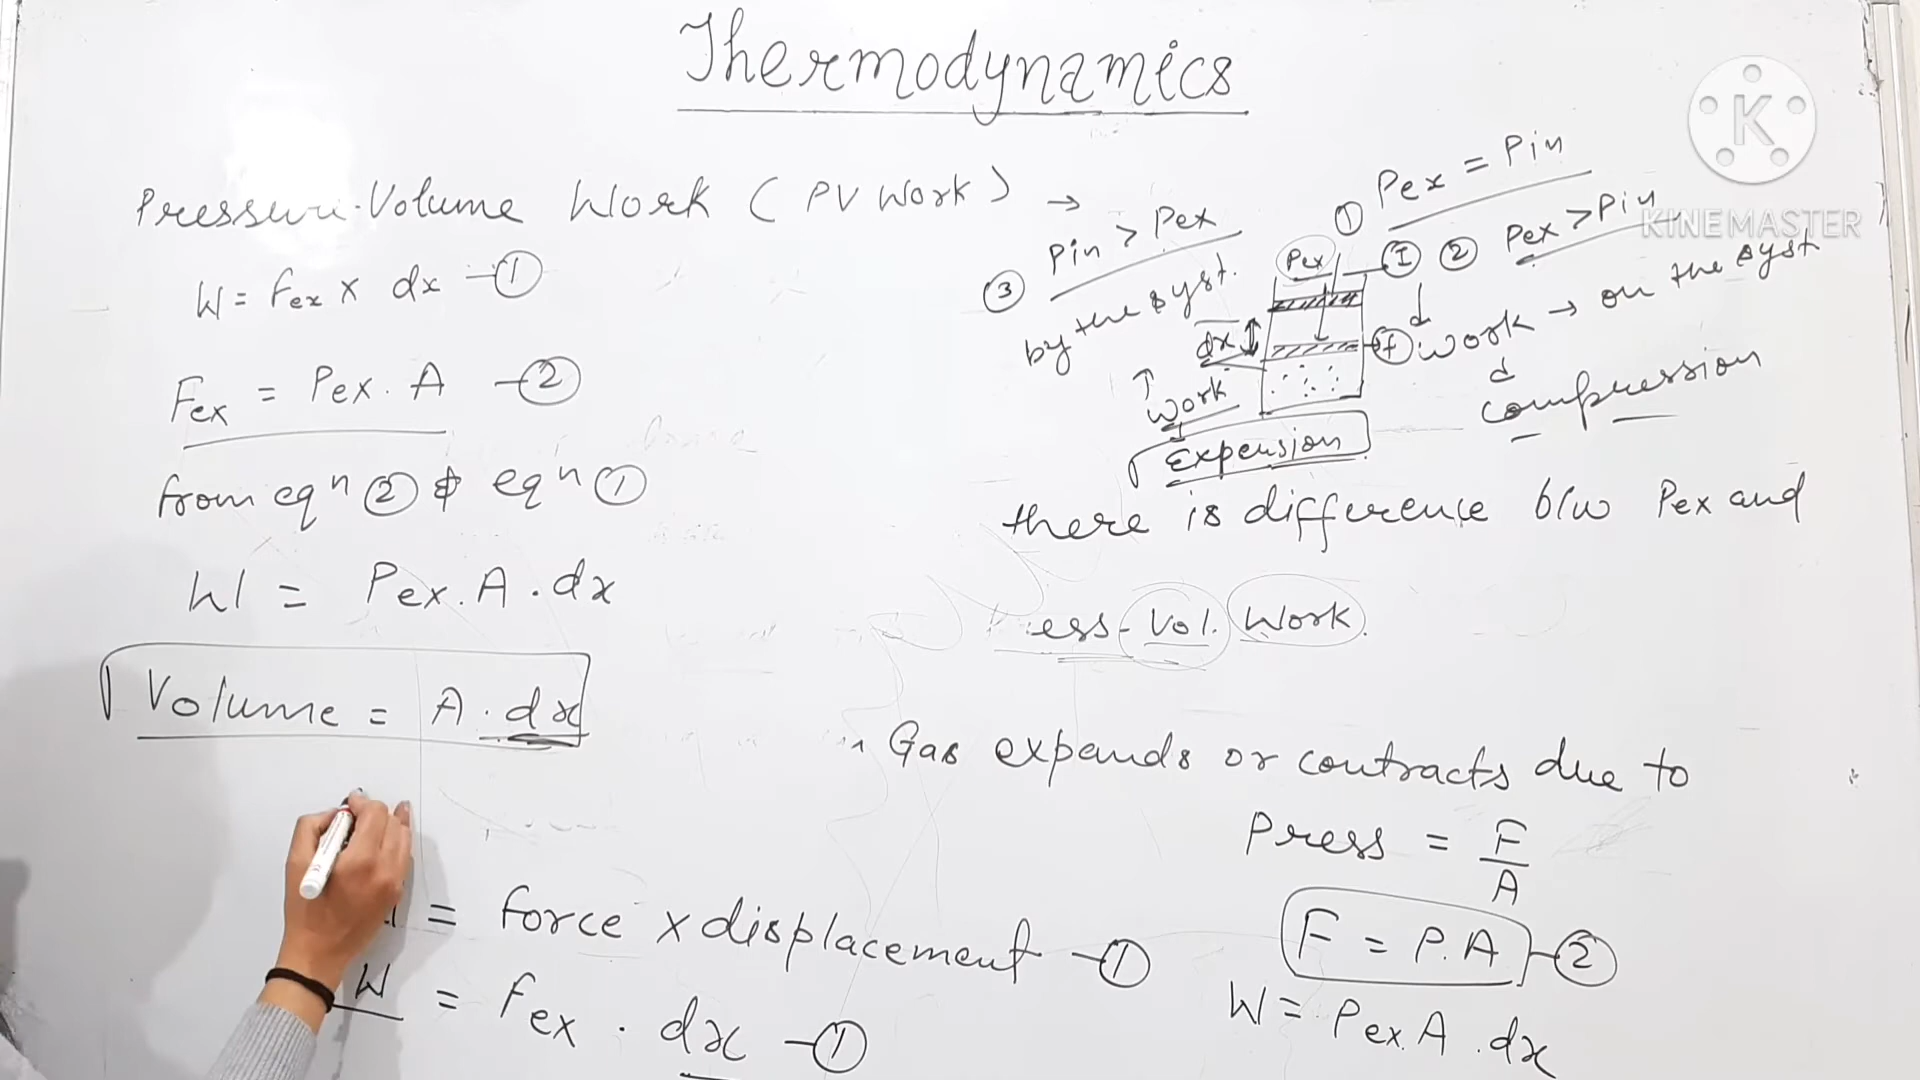 Thermodynamics
Pressure-Volume Work (PV Work) →
W = Fex x dx -①
Fex = Pex . A -②
from eqⁿ ② & eqⁿ ①
W = Pex . A . dx
Volume = A . dx
= force x displacement -①
W = Fex . dx -①
① Pex = Pin
② Pex > Pin
Work → on the syst
compression
③ Pin > Pex
by the syst.
↑
Work
Expension
Pex
I
dx
f
there is difference b/w Pex and
ess - Vol. Work.
Gas expands or contracts due to
Press = F/A
F = P.A -②
W = Pex. A . dx
K
KINEMASTER